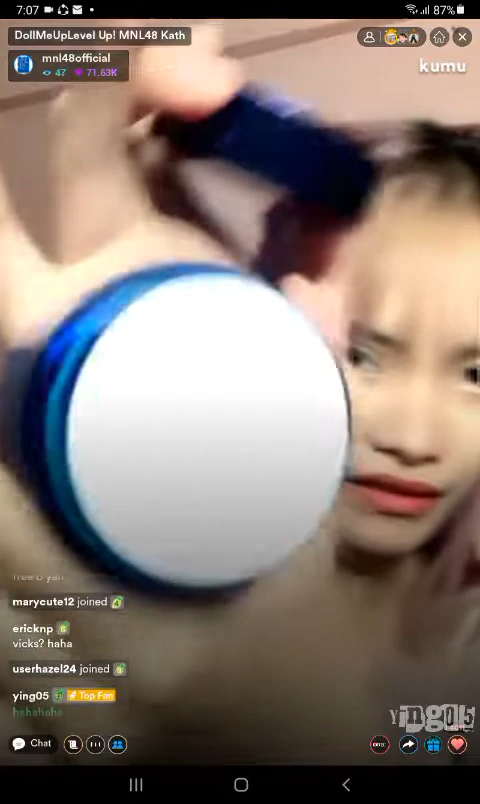 7:07
87%
DollMeUpLevel Up! MNL48 Kath
mnl48official
47 71.63K
kumu
marycute12 joined
ericknp 6
vicks? haha
userhazel24 joined
ying05 Top Fan
hahahaha
Ying05
Chat